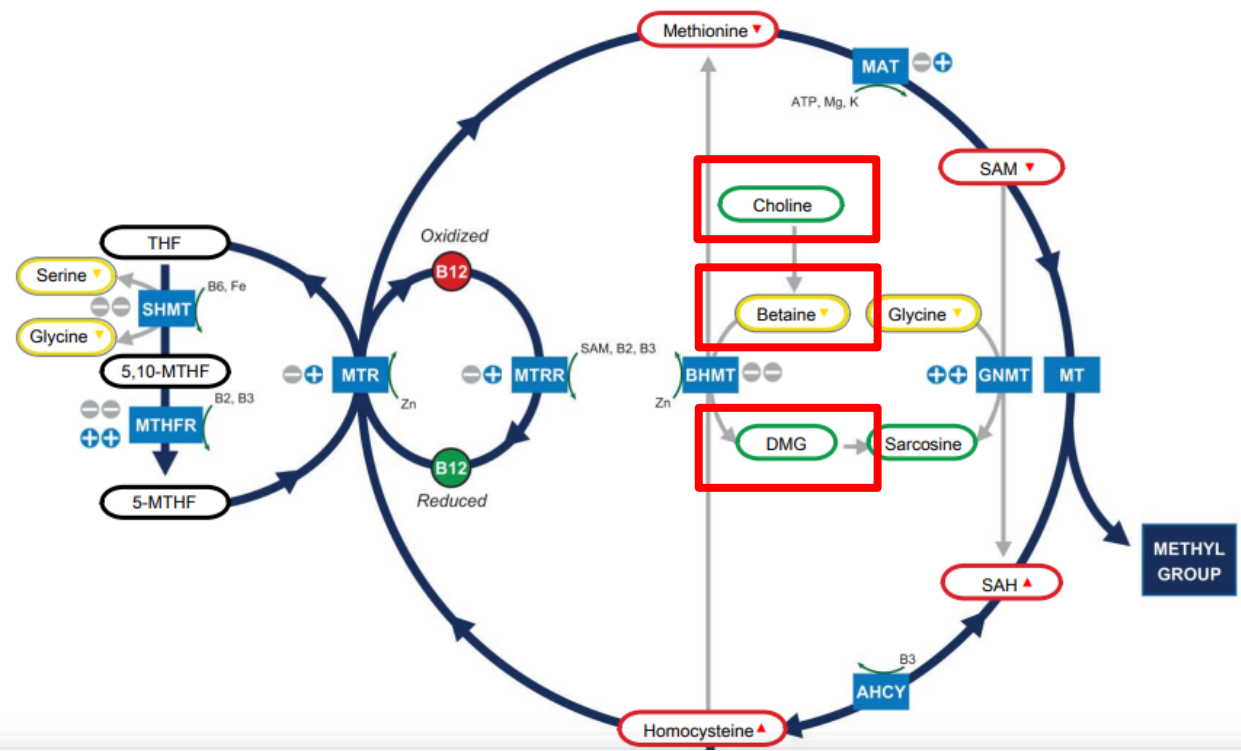 Methionine
MAT
ATP, Mg, K
SAM
Choline
THF
Oxidized
B12
Serine
B6, Fe
SHMT
Glycine
Betaine
Glycine
5,10-MTHF
SAM, B2, B3
MTR
MTRR
BHMT
GNMT
MT
B2, B3
Zn
Zn
MTHFR
DMG
Sarcosine
B12
5-MTHF
Reduced
METHYL
GROUP
SAH
B3
AHCY
Homocysteine